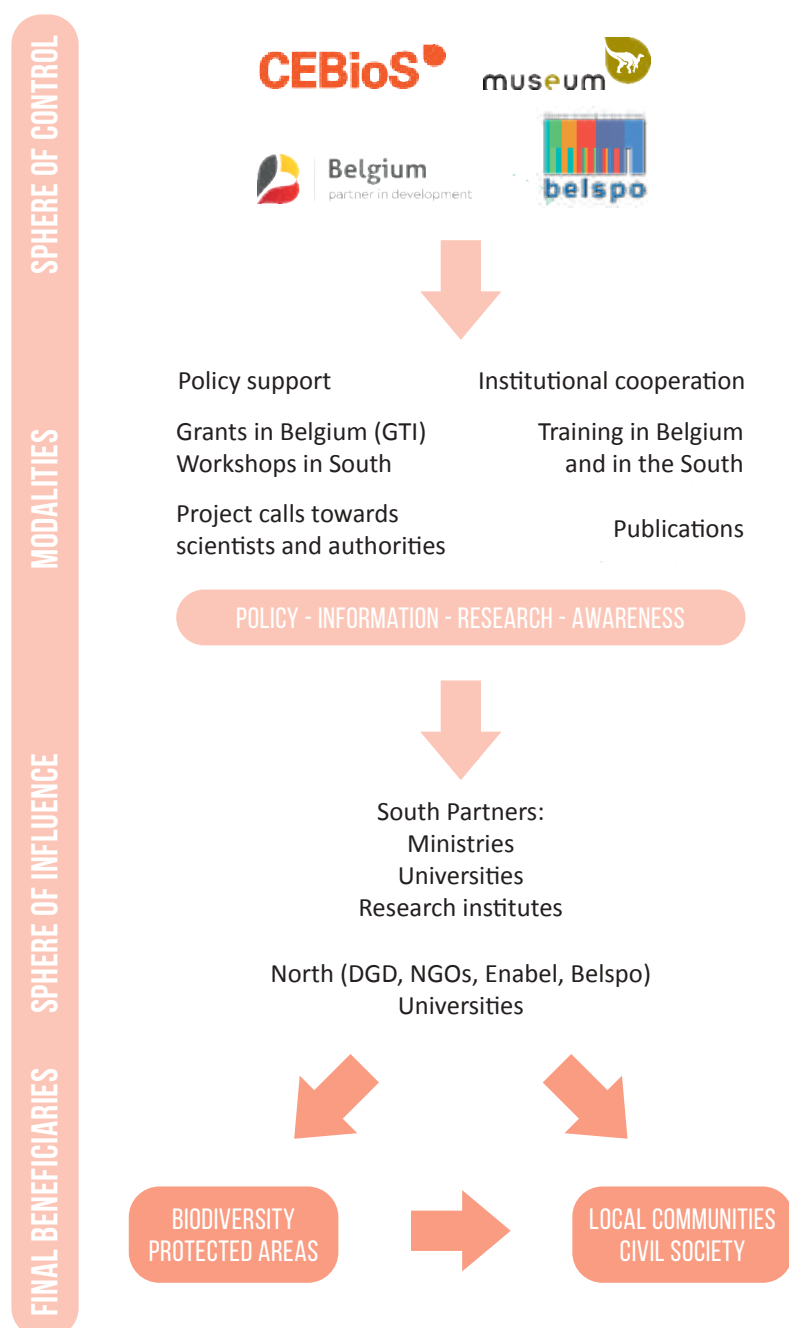 SPHERE OF CONTROL
CEBioS
museum
Belgium
partner in development
belspo
MODALITIES
Policy support
Institutional cooperation
Grants in Belgium (GTI)
Workshops in South
Training in Belgium
and in the South
Project calls towards
scientists and authorities
Publications
POLICY - INFORMATION - RESEARCH - AWARENESS
SPHERE OF INFLUENCE
South Partners:
Ministries
Universities
Research institutes
North (DGD, NGOs, Enabel, Belspo)
Universities
FINAL BENEFICIARIES
BIODIVERSITY
PROTECTED AREAS
LOCAL COMMUNITIES
CIVIL SOCIETY